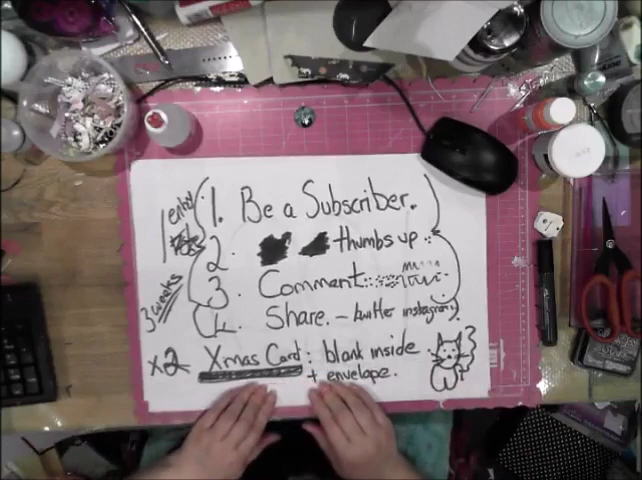 1. Be a Subscriber.
2. thumbs up :
3. Comment
4. Share. - twitter instagram).
x2 Xmas Card : blank inside
+ envelope.
1 entry
3 weeks